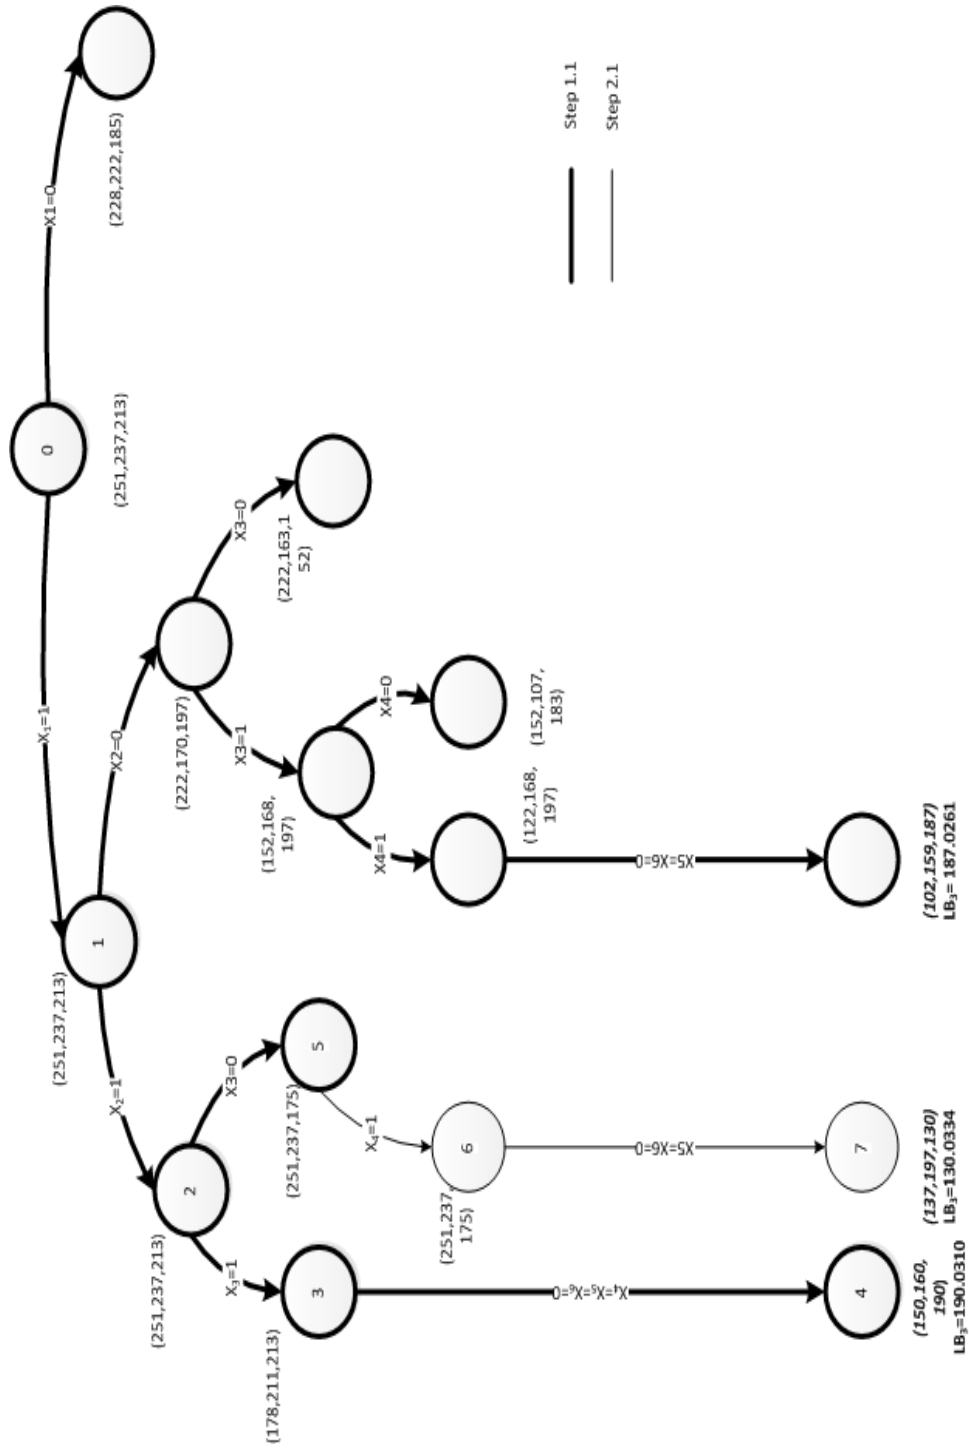 0
(251,237,213)
X₁=1
X1=0
(228,222,185)
1
(251,237,213)
X₂=1
X2=0
2
(251,237,213)
(222,170,197)
X₃=1
X3=0
X3=1
X3=0
3
(178,211,213)
5
(251,237,175)
(152,168,
197)
(222,163,1
52)
X₄=1
X4=1
X4=0
6
(251,237,
175)
(122,168,
197)
(152,107,
183)
X₄=X₅=X₆=0
X5=X6=0
X5=X6=0
4
(150,160,
190)
LB₃=190.0310
7
(137,197,130)
LB₃=130.0334
(102,159,187)
LB₃= 187.0261
Step 1.1
Step 2.1